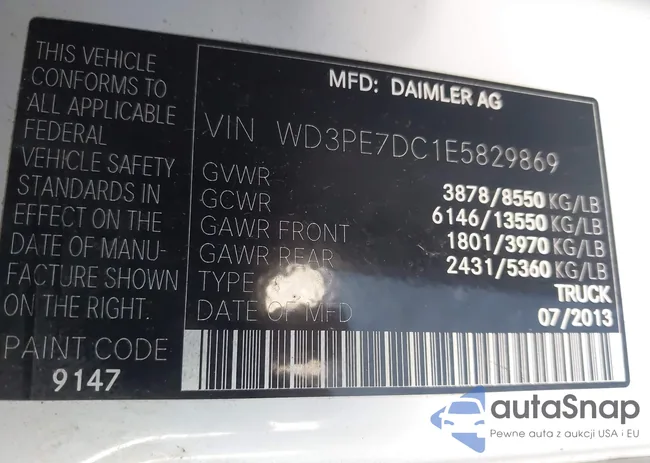 THIS VEHICLE
CONFORMS TO
ALL APPLICABLE
FEDERAL
VEHICLE SAFETY
STANDARDS IN
EFFECT ON THE
DATE OF MANU-
FACTURE SHOWN
ON THE RIGHT.
PAINT CODE
9147
MFD: DAIMLER AG
VIN WD3PE7DC1E5829869
GVWR 3878/8550 KG/LB
GCWR 6146/13550 KG/LB
GAWR FRONT 1801/3970 KG/LB
GAWR REAR 2431/5360 KG/LB
TYPE TRUCK
DATE OF MFD 07/2013
autaSnap
Pewne auta z aukcji USA i EU